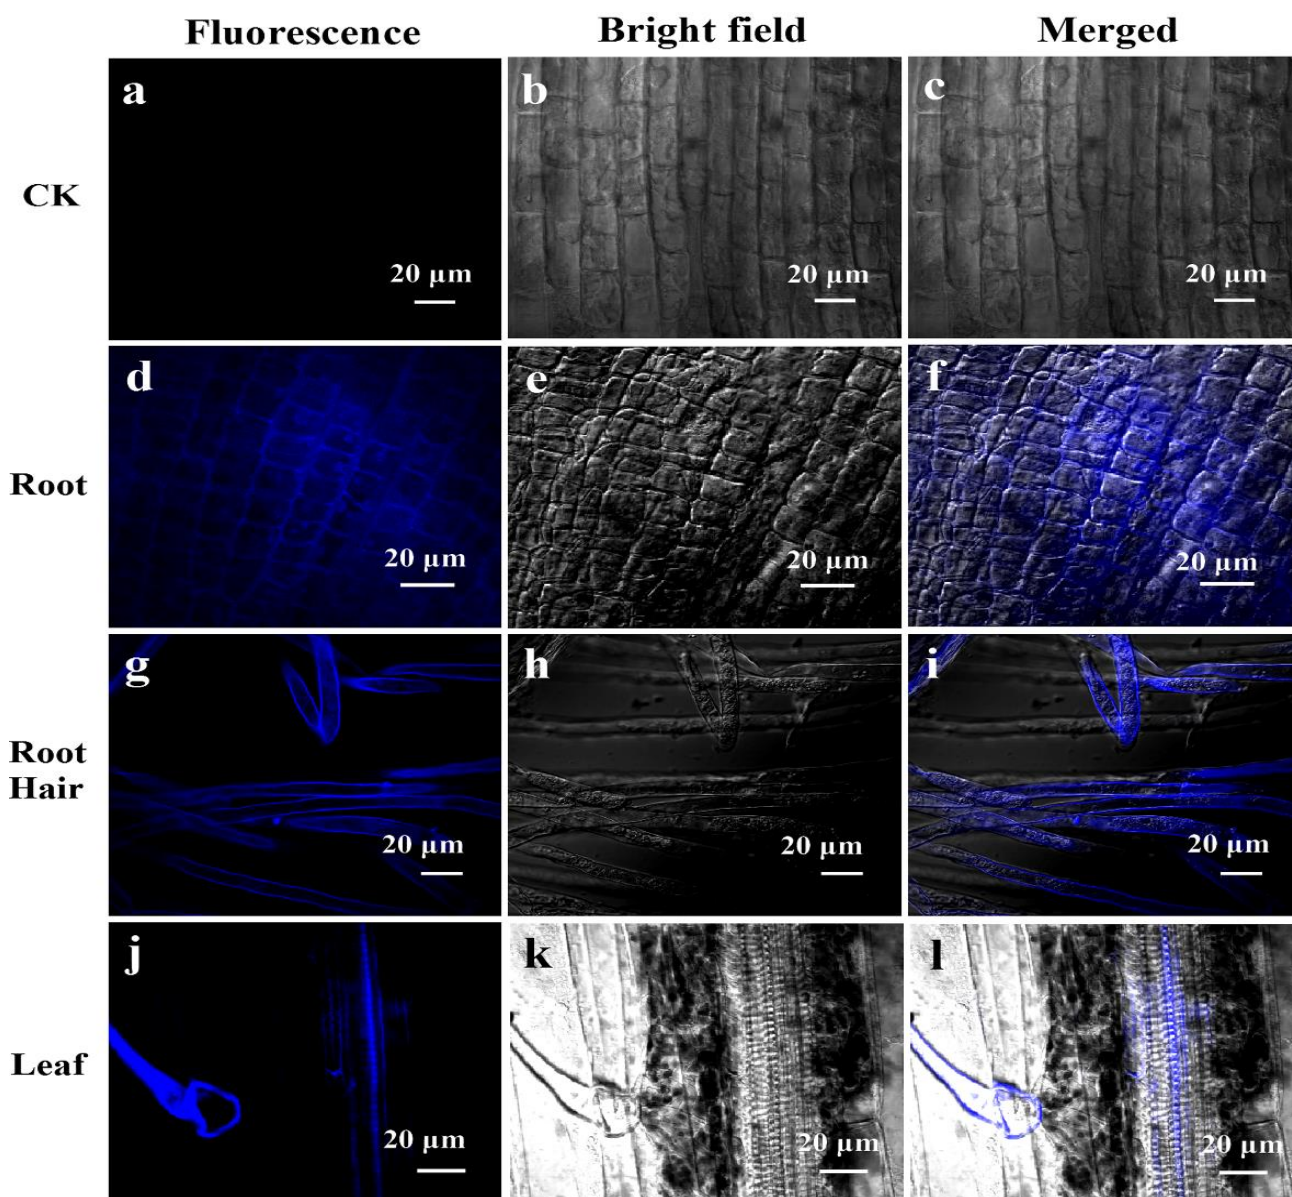 Fluorescence Bright field Merged
CK
a b c
20 µm 20 µm 20 µm
Root
d e f
20 µm 20 µm 20 µm
Root
Hair
g h i
20 µm 20 µm 20 µm
Leaf
j k l
20 µm 20 µm 20 µm